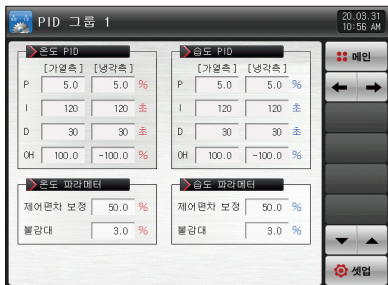 PID 그룹 1
20.03.31
10:56 AM
온도 PID
[가열측] [냉각측]
P 5.0 5.0 %
I 120 120 초
D 30 30 초
OH 100.0 -100.0 %
습도 PID
[가열측] [냉각측]
P 5.0 5.0 %
I 120 120 초
D 30 30 초
OH 100.0 -100.0 %
온도 파라메터
제어편차 보정 50.0 %
불감대 3.0 %
습도 파라메터
제어편차 보정 50.0 %
불감대 3.0 %
메인
셋업